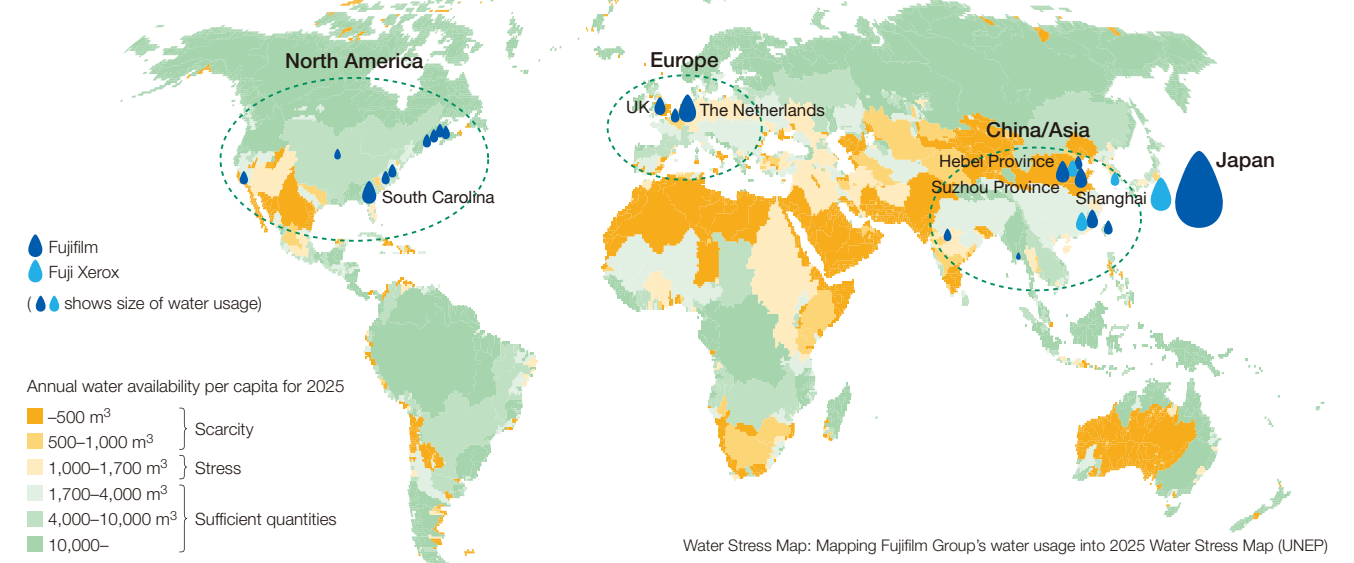 North America
Europe
UK
The Netherlands
China/Asia
Hebel Province
Japan
Suzhou Province
Shanghai
South Carolina
Fujifilm
Fuji Xerox
( shows size of water usage)
Annual water availability per capita for 2025
–500 m³
Scarcity
500–1,000 m³
1,000–1,700 m³
Stress
1,700–4,000 m³
4,000–10,000 m³
Sufficient quantities
10,000–
Water Stress Map: Mapping Fujifilm Group's water usage into 2025 Water Stress Map (UNEP)